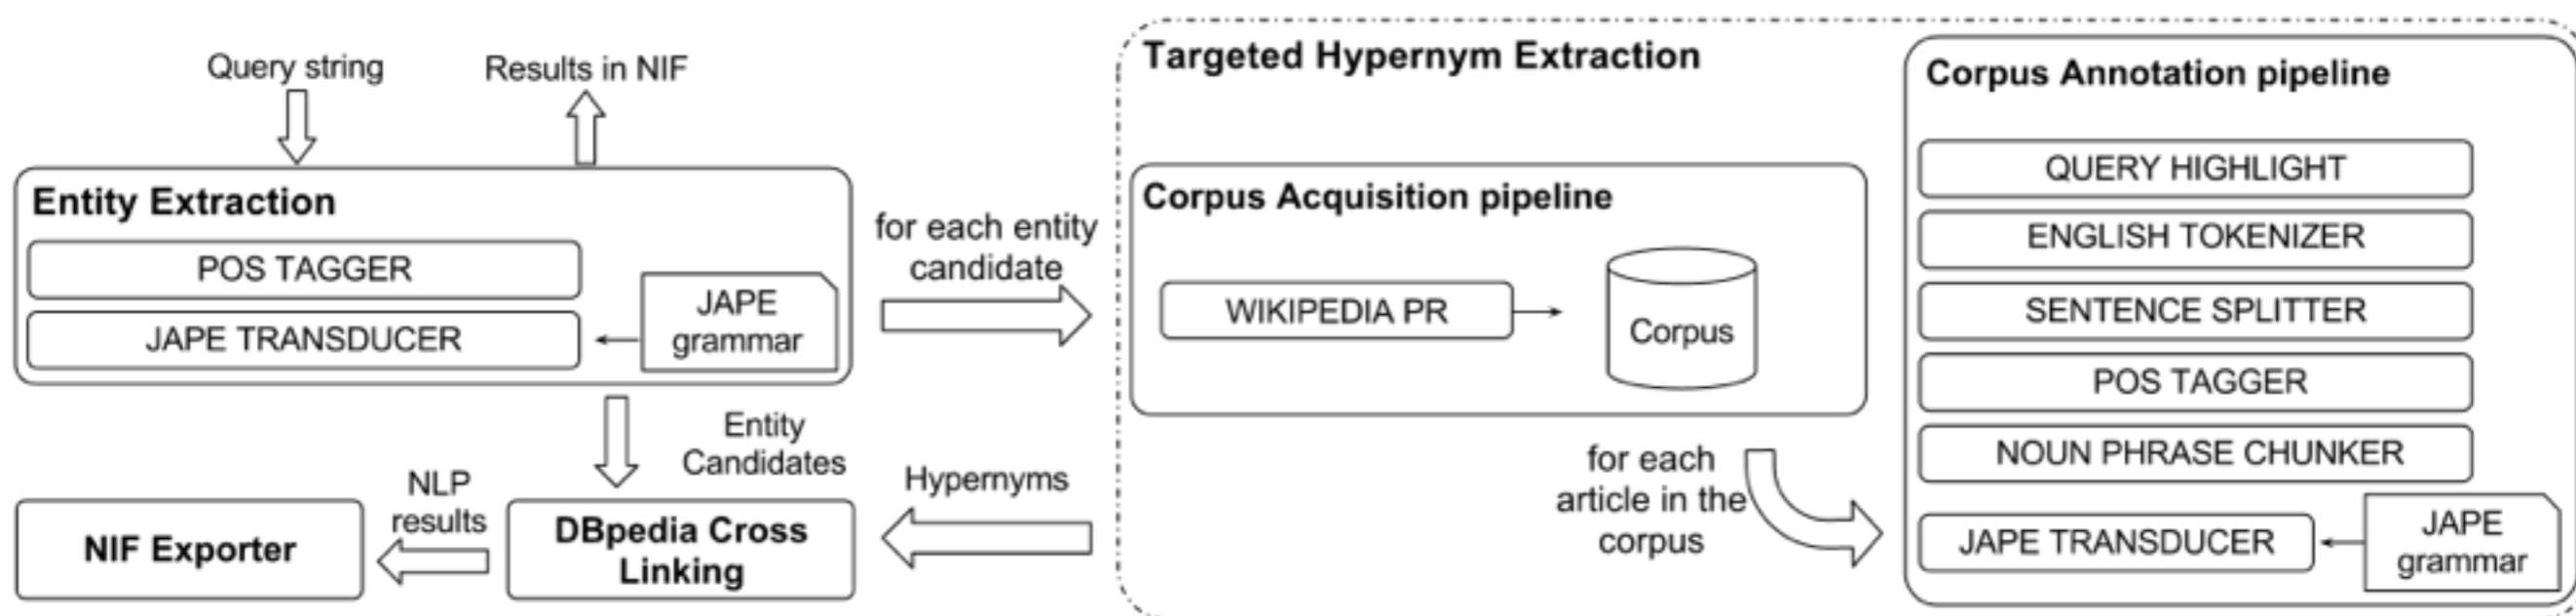 Query string
Results in NIF
Entity Extraction
POS TAGGER
JAPE TRANSDUCER
JAPE
grammar
for each entity
candidate
Entity
Candidates
NLP
results
NIF Exporter
DBpedia Cross
Linking
Hypernyms
Targeted Hypernym Extraction
Corpus Acquisition pipeline
WIKIPEDIA PR
Corpus
for each
article in the
corpus
Corpus Annotation pipeline
QUERY HIGHLIGHT
ENGLISH TOKENIZER
SENTENCE SPLITTER
POS TAGGER
NOUN PHRASE CHUNKER
JAPE TRANSDUCER
JAPE
grammar